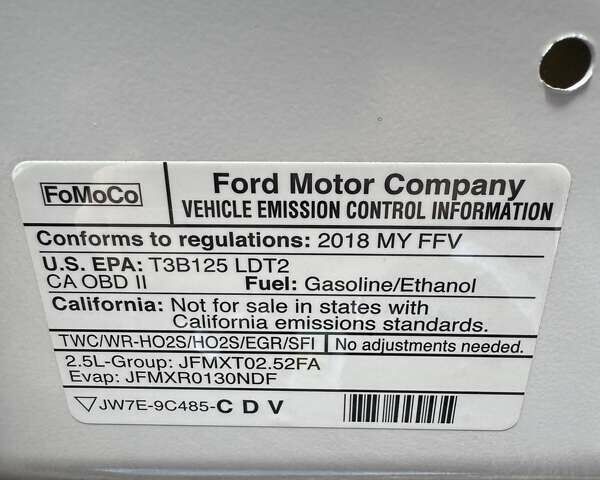 FoMoCo
Ford Motor Company
VEHICLE EMISSION CONTROL INFORMATION
Conforms to regulations: 2018 MY FFV
U.S. EPA: T3B125 LDT2
CA OBD II Fuel: Gasoline/Ethanol
California: Not for sale in states with
California emissions standards.
TWC/WR-HO2S/HO2S/EGR/SFI No adjustments needed.
2.5L-Group: JFMXT02.52FA
Evap: JFMXR0130NDF
▽JW7E-9C485-C D V